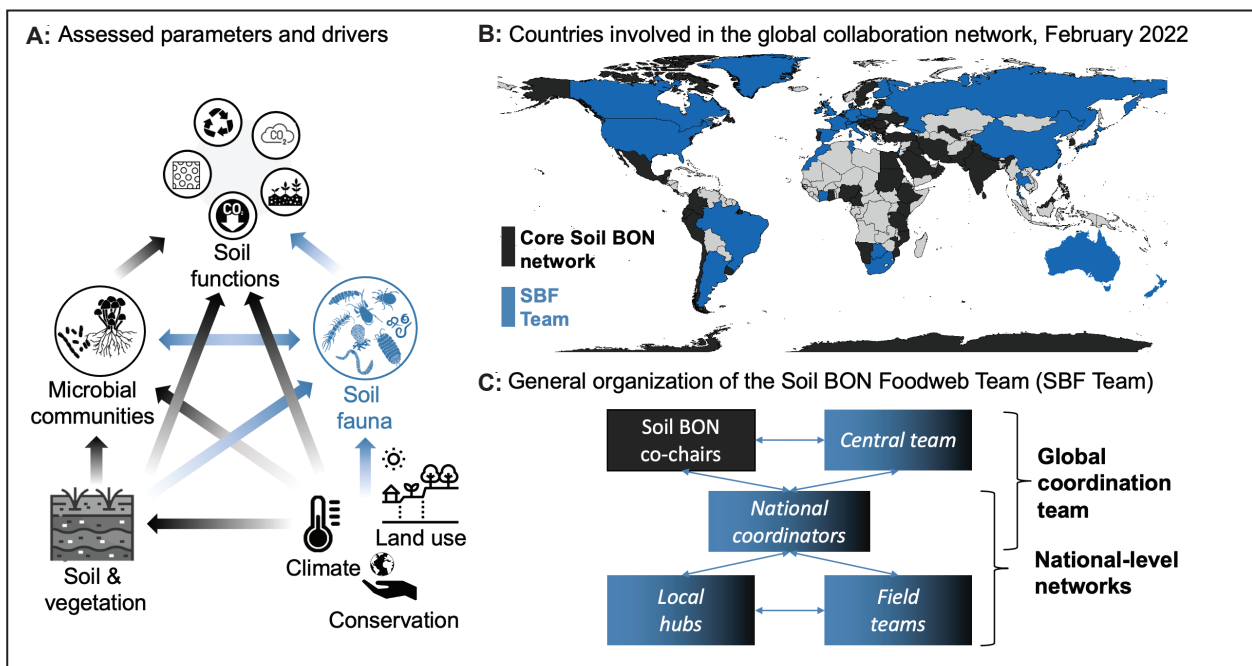 A: Assessed parameters and drivers
CO₂
CO₂
Soil
functions
Microbial
communities
Soil
fauna
Soil &
vegetation
Climate
Land use
Conservation
B: Countries involved in the global collaboration network, February 2022
Core Soil BON
network
SBF
Team
C: General organization of the Soil BON Foodweb Team (SBF Team)
Soil BON
co-chairs
Central team
National
coordinators
Local
hubs
Field
teams
Global
coordination
team
National-level
networks